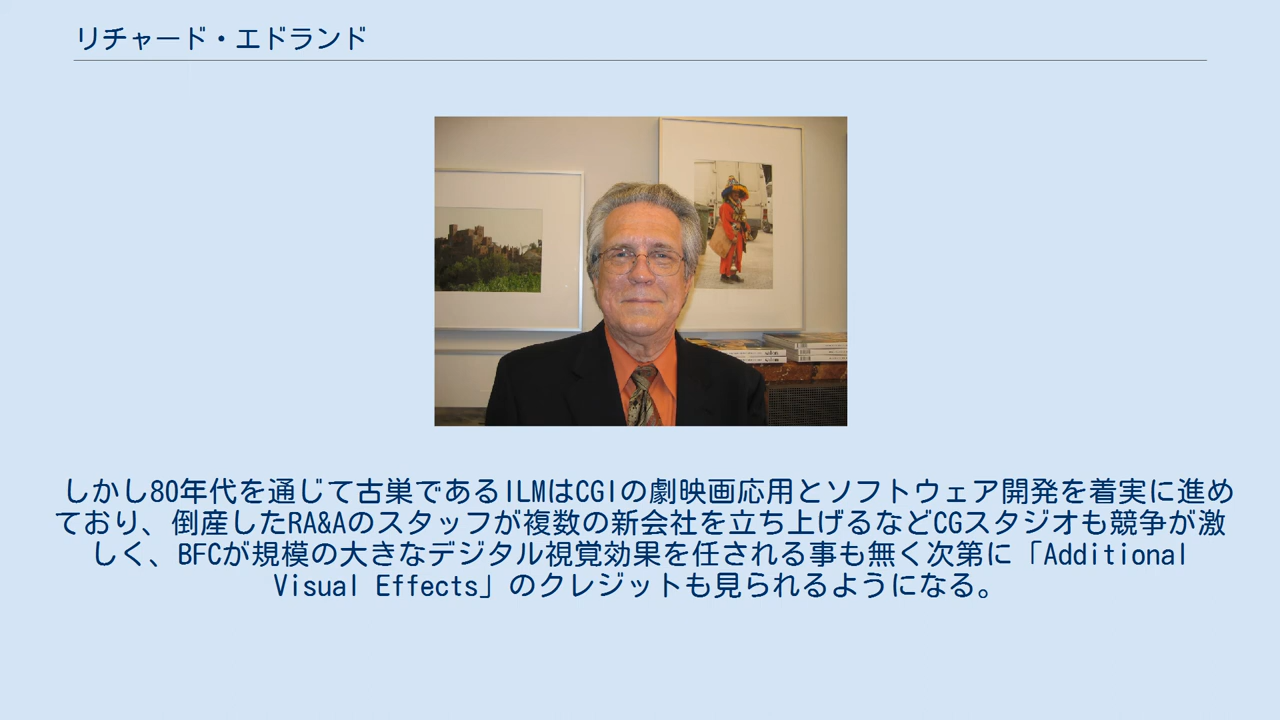 リチャード・エドランド
しかし80年代を通じて古巣であるILMはCGIの劇映画応用とソフトウェア開発を着実に進め
ており、倒産したRA&Aのスタッフが複数の新会社を立ち上げるなどCGスタジオも競争が激
しく、BFCが規模の大きなデジタル視覚効果を任される事も無く次第に「Additional
Visual Effects」のクレジットも見られるようになる。